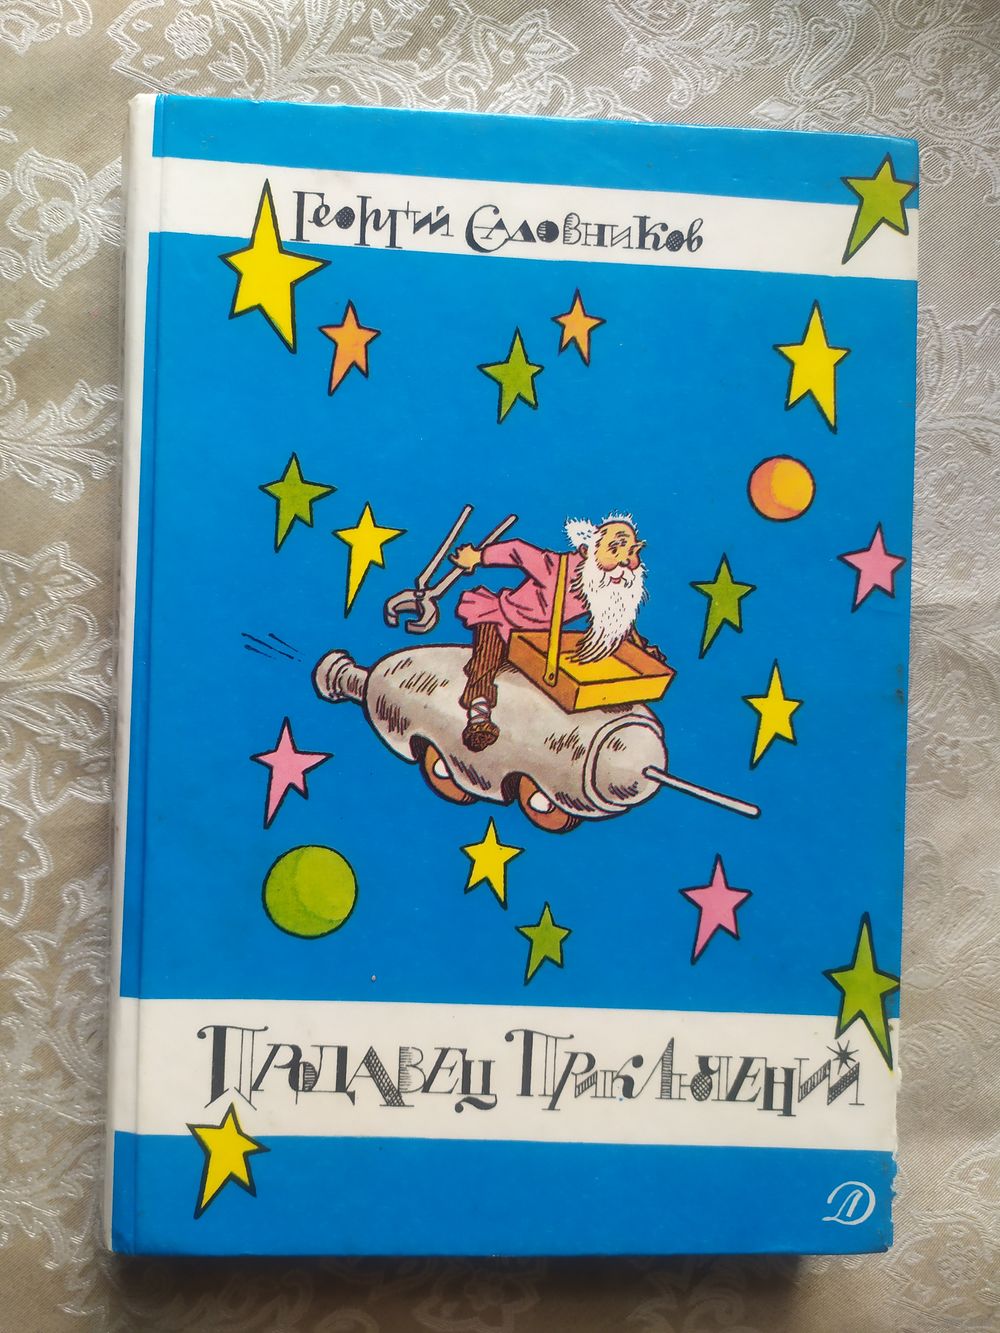 Георгий Садовников
Продавец Приключений
Д